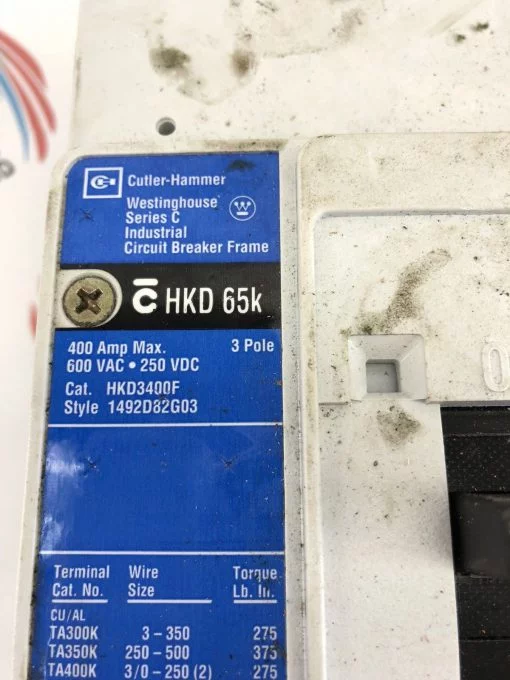 Cutler-Hammer
Westinghouse
Series C
Industrial
Circuit Breaker Frame
C HKD 65k
400 Amp Max. 3 Pole
600 VAC • 250 VDC
Cat. HKD3400F
Style 1492D82G03
Terminal Wire Torque
Cat. No. Size Lb. In.
CU/AL
TA300K 3 – 350 275
TA350K 250 – 500 375
TA400K 3/0 – 250 (2) 275